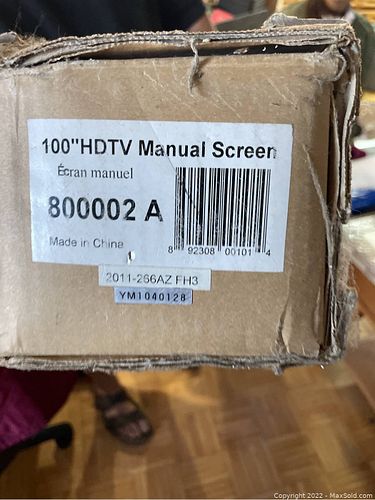 100"HDTV Manual Screen
Écran manuel
800002 A
Made in China
8 92308 00101 4
2011-266AZ FH3
YM1040128
Copyright 2022 - MaxSold.com